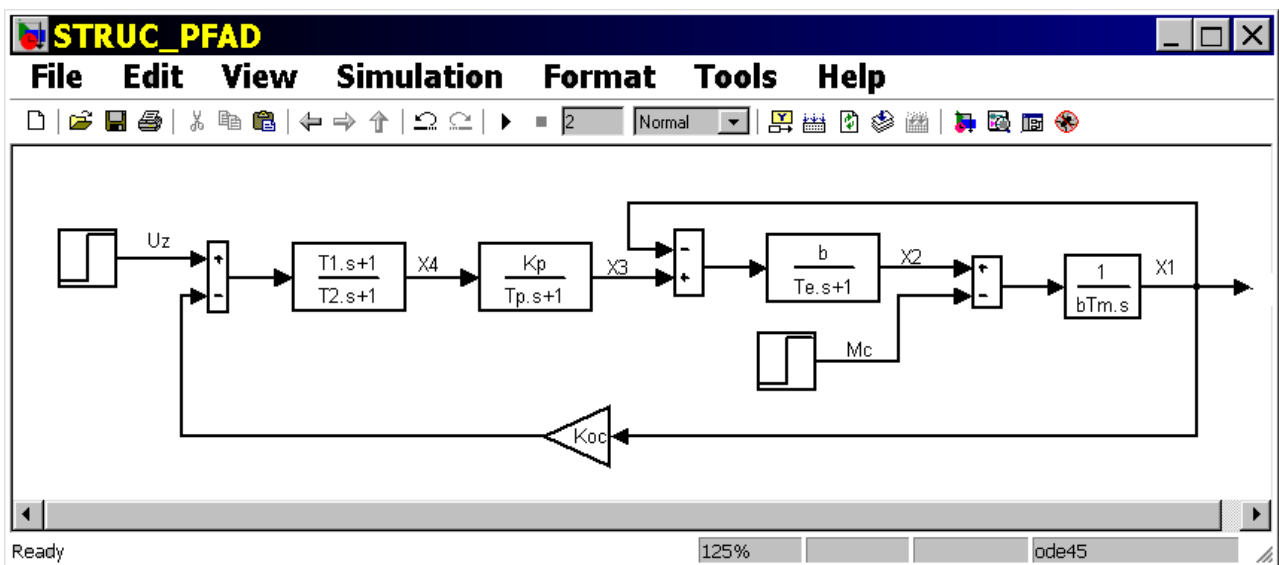 STRUC_PFAD
File Edit View Simulation Format Tools Help
2 Normal
Uz
+
-
T1.s+1
T2.s+1
X4
Kp
Tp.s+1
X3
-
+
b
Te.s+1
X2
+
-
1
bTm.s
X1
Mc
Koc
Ready 125% ode45